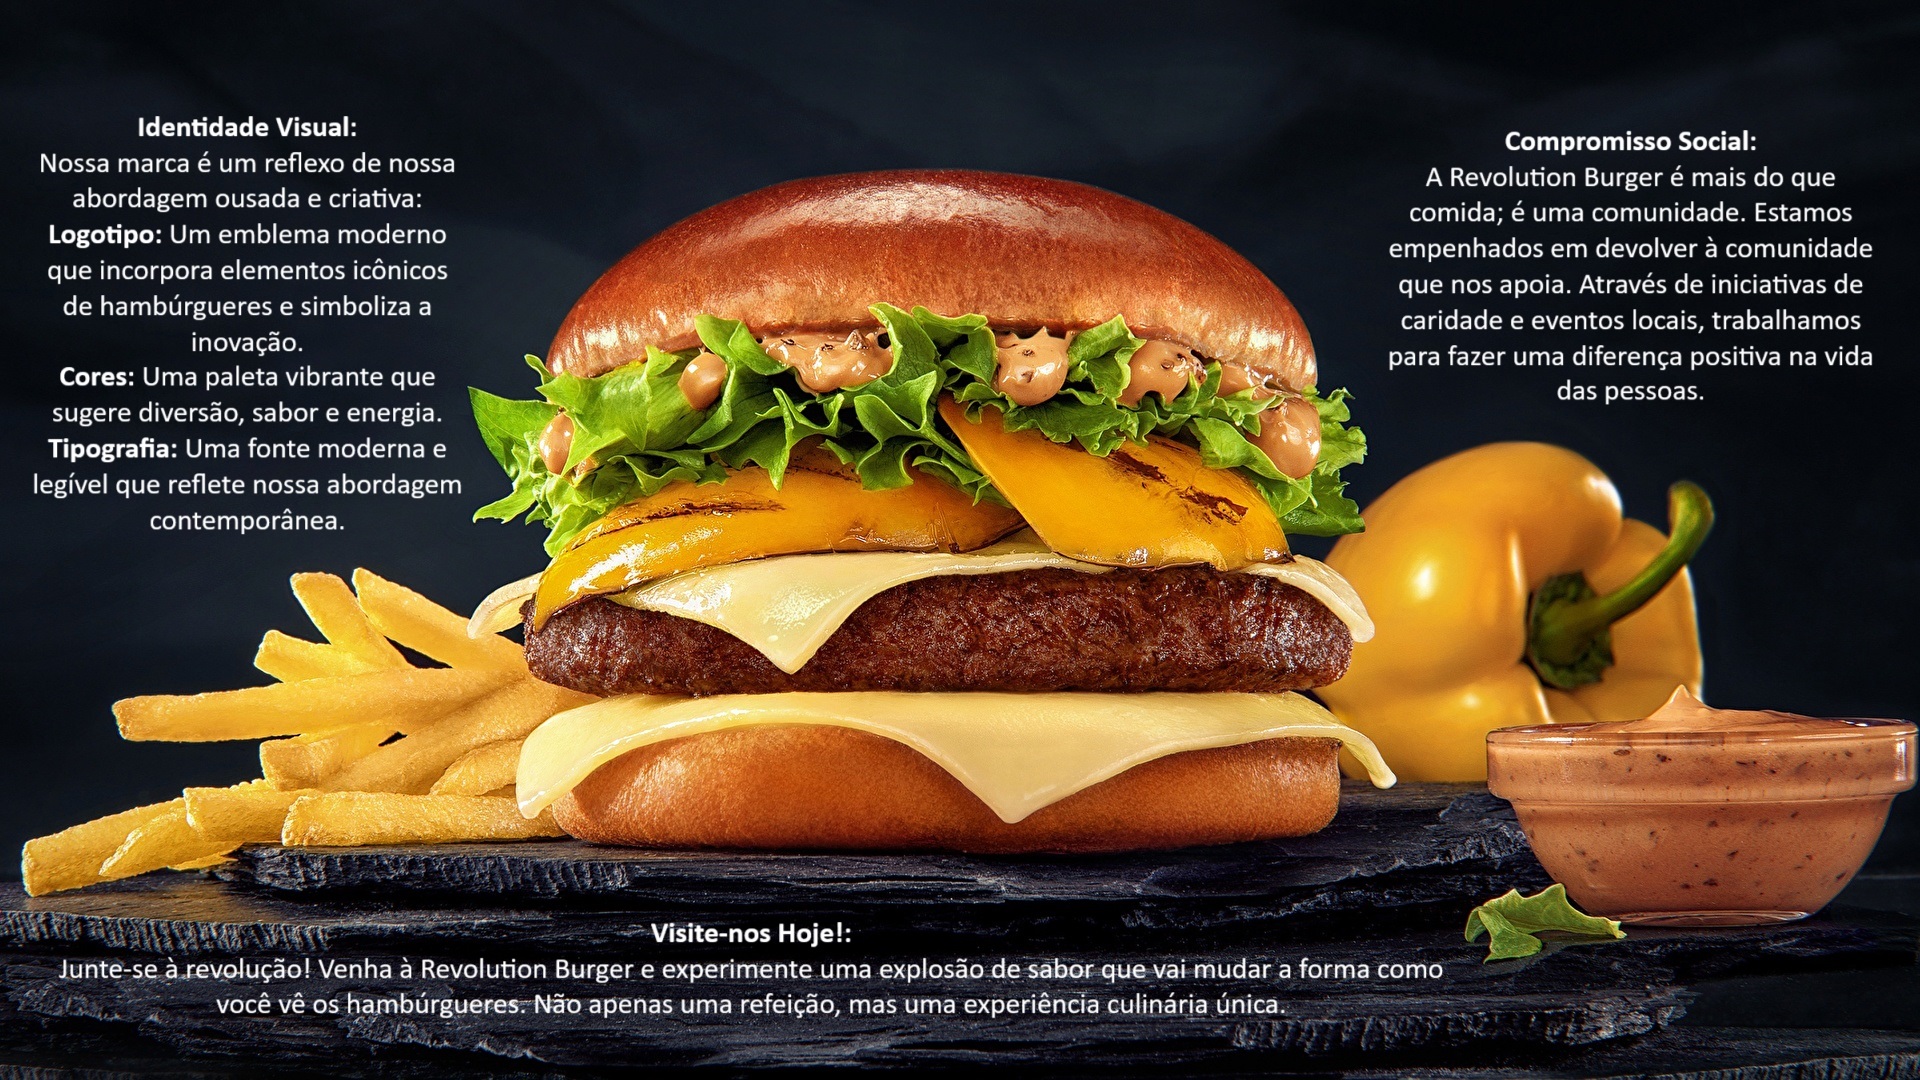 Identidade Visual:
Nossa marca é um reflexo de nossa
abordagem ousada e criativa:
Logotipo: Um emblema moderno
que incorpora elementos icônicos
de hambúrgueres e simboliza a
inovação.
Cores: Uma paleta vibrante que
sugere diversão, sabor e energia.
Tipografia: Uma fonte moderna e
legível que reflete nossa abordagem
contemporânea.
Compromisso Social:
A Revolution Burger é mais do que
comida; é uma comunidade. Estamos
empenhados em devolver à comunidade
que nos apoia. Através de iniciativas de
caridade e eventos locais, trabalhamos
para fazer uma diferença positiva na vida
das pessoas.
Visite-nos Hoje!:
Junte-se à revolução! Venha à Revolution Burger e experimente uma explosão de sabor que vai mudar a forma como
você vê os hambúrgueres. Não apenas uma refeição, mas uma experiência culinária única.